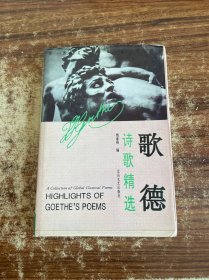 歌德
诗歌精选
A Collection of Global Classical Poems
HIGHLIGHTS OF
GOETHE'S POEMS